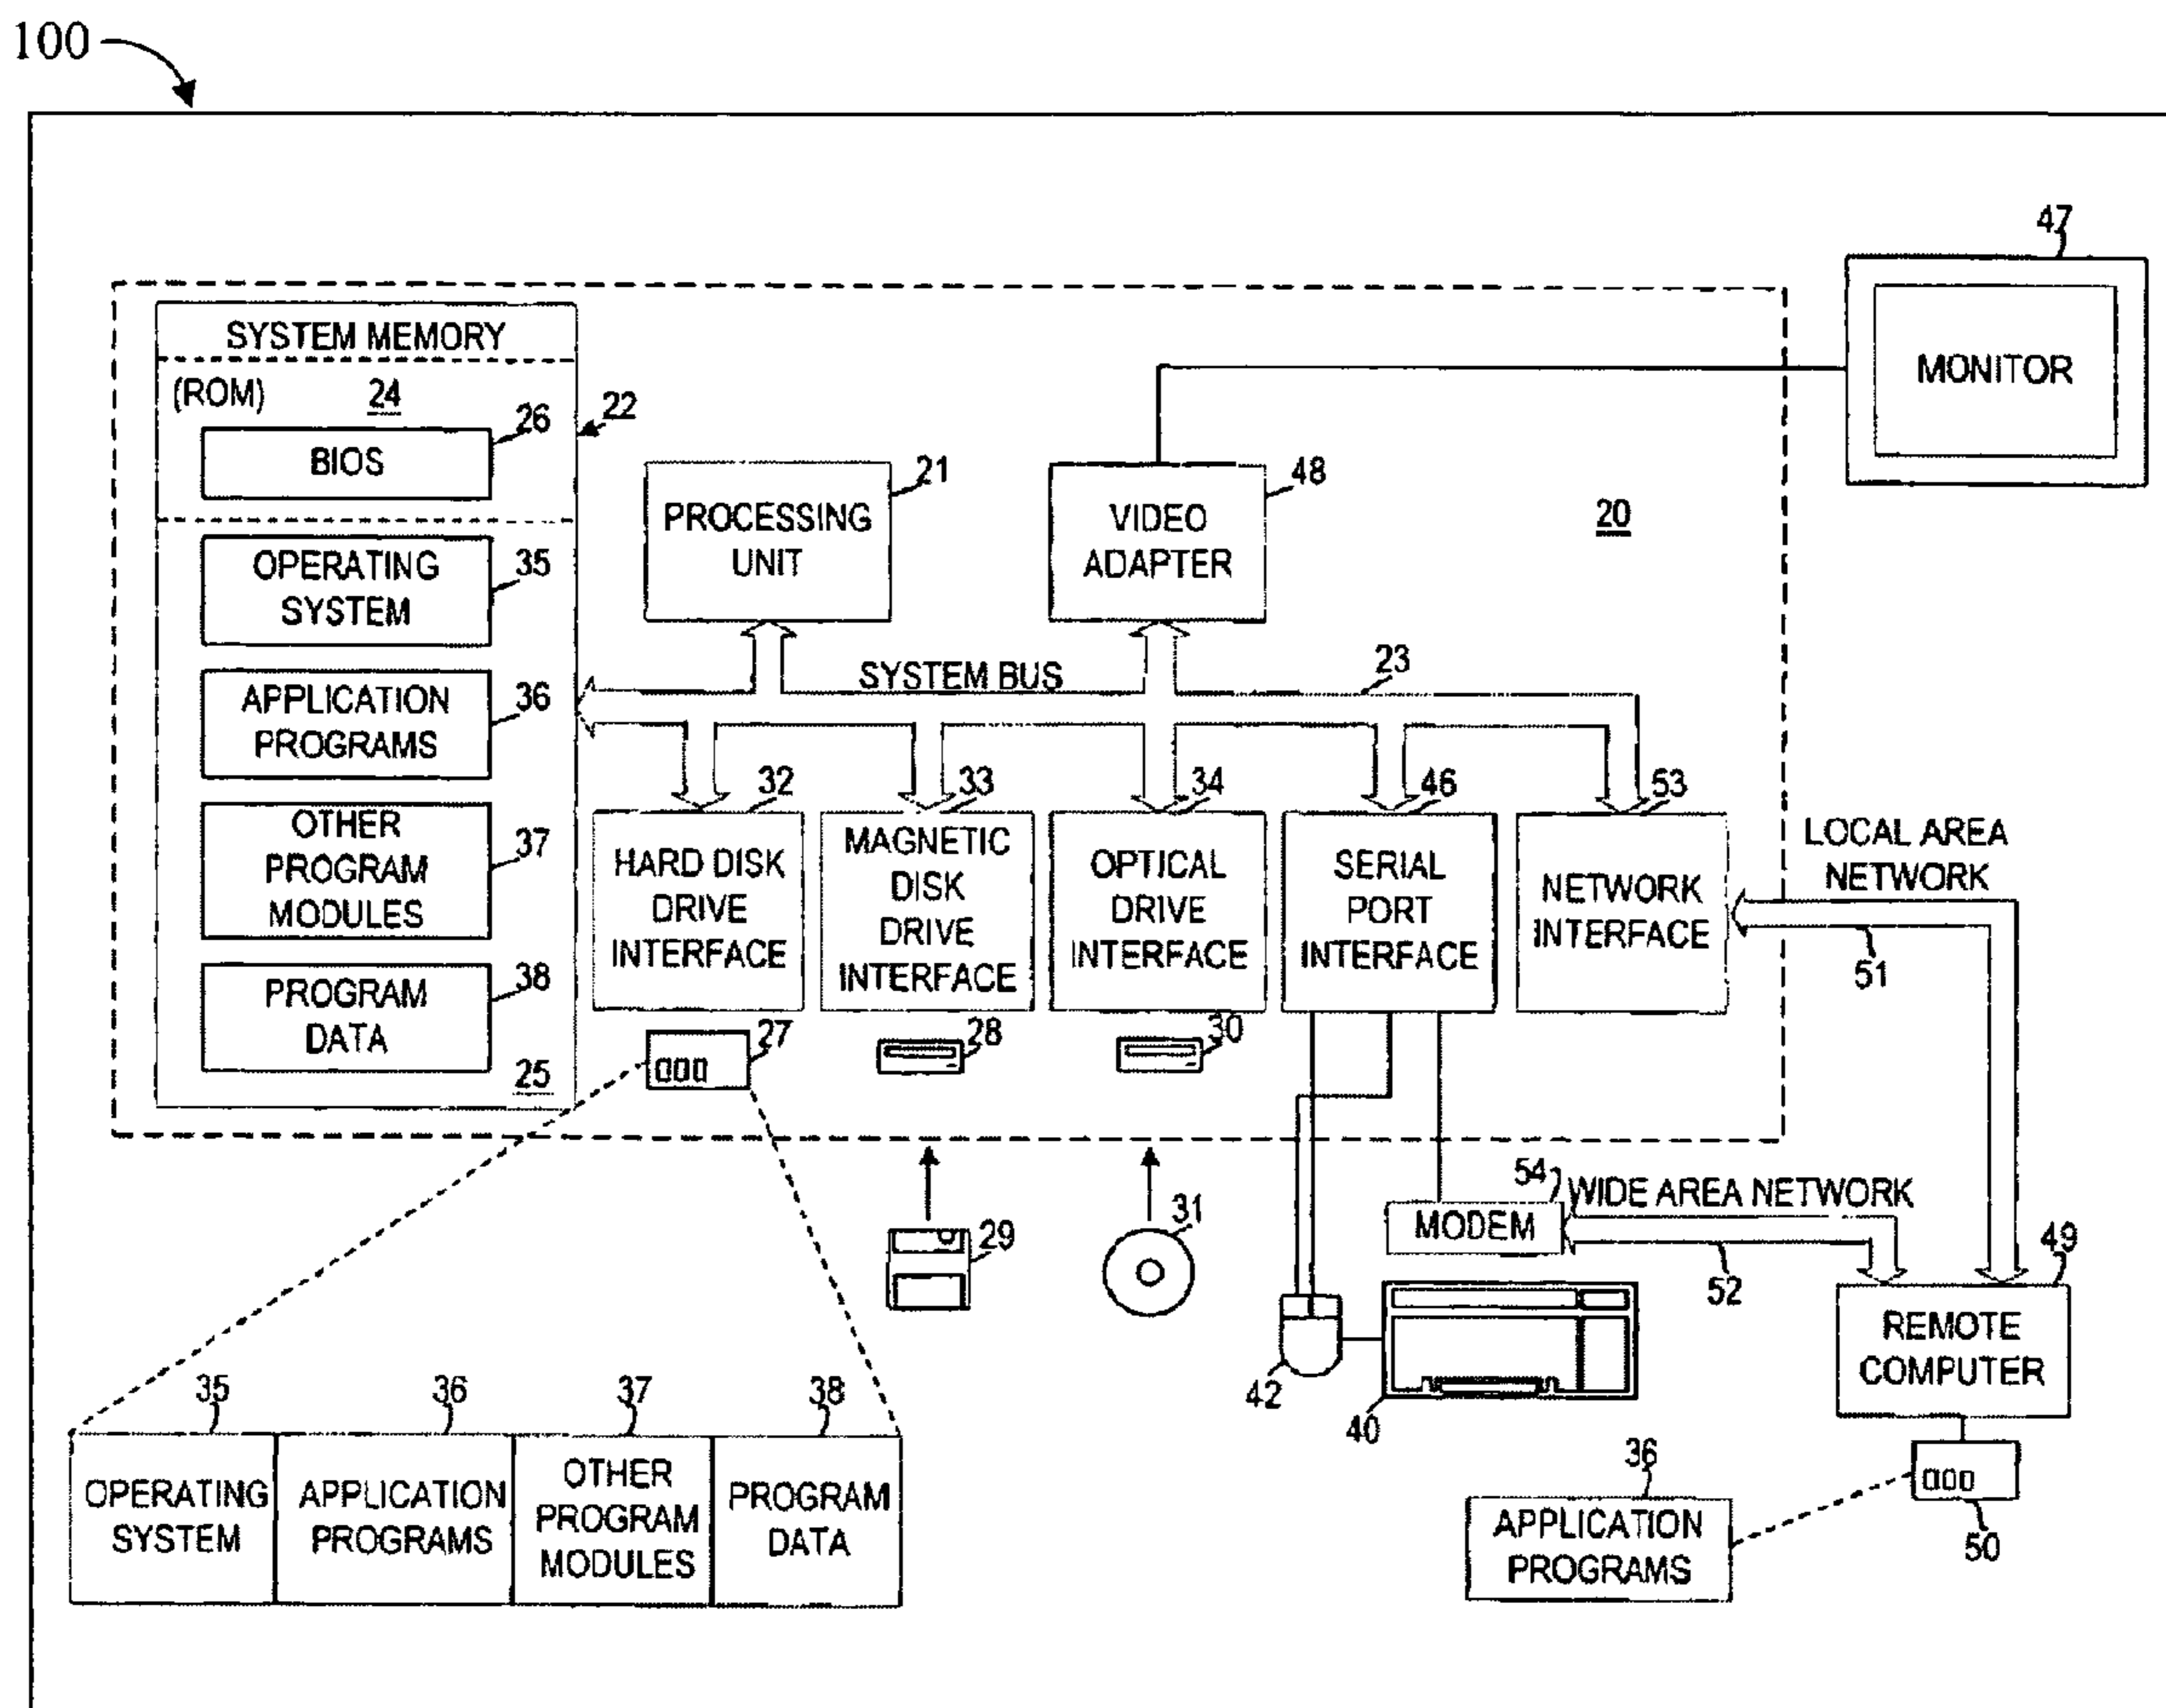 100
47
SYSTEM MEMORY
(ROM)
24
26
22
BIOS
MONITOR
21
48
20
PROCESSING
UNIT
VIDEO
ADAPTER
OPERATING
SYSTEM
35
SYSTEM BUS
23
APPLICATION
PROGRAMS
36
32
33
34
46
53
OTHER
PROGRAM
MODULES
37
HARD DISK
DRIVE
INTERFACE
MAGNETIC
DISK
DRIVE
INTERFACE
OPTICAL
DRIVE
INTERFACE
SERIAL
PORT
INTERFACE
NETWORK
INTERFACE
LOCAL AREA
NETWORK
51
PROGRAM
DATA
38
25
27
28
30
54
WIDE AREA NETWORK
MODEM
52
29
31
49
REMOTE
COMPUTER
42
40
50
35
36
37
38
OPERATING
SYSTEM
APPLICATION
PROGRAMS
OTHER
PROGRAM
MODULES
PROGRAM
DATA
36
APPLICATION
PROGRAMS